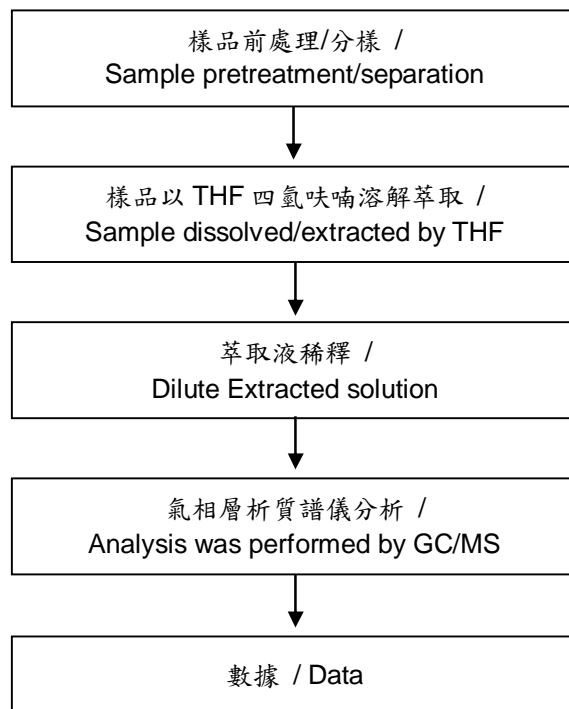 樣品前處理/分樣 /
Sample pretreatment/separation
樣品以 THF 四氫呋喃溶解萃取 /
Sample dissolved/extracted by THF
萃取液稀釋 /
Dilute Extracted solution
氣相層析質譜儀分析 /
Analysis was performed by GC/MS
數據 / Data